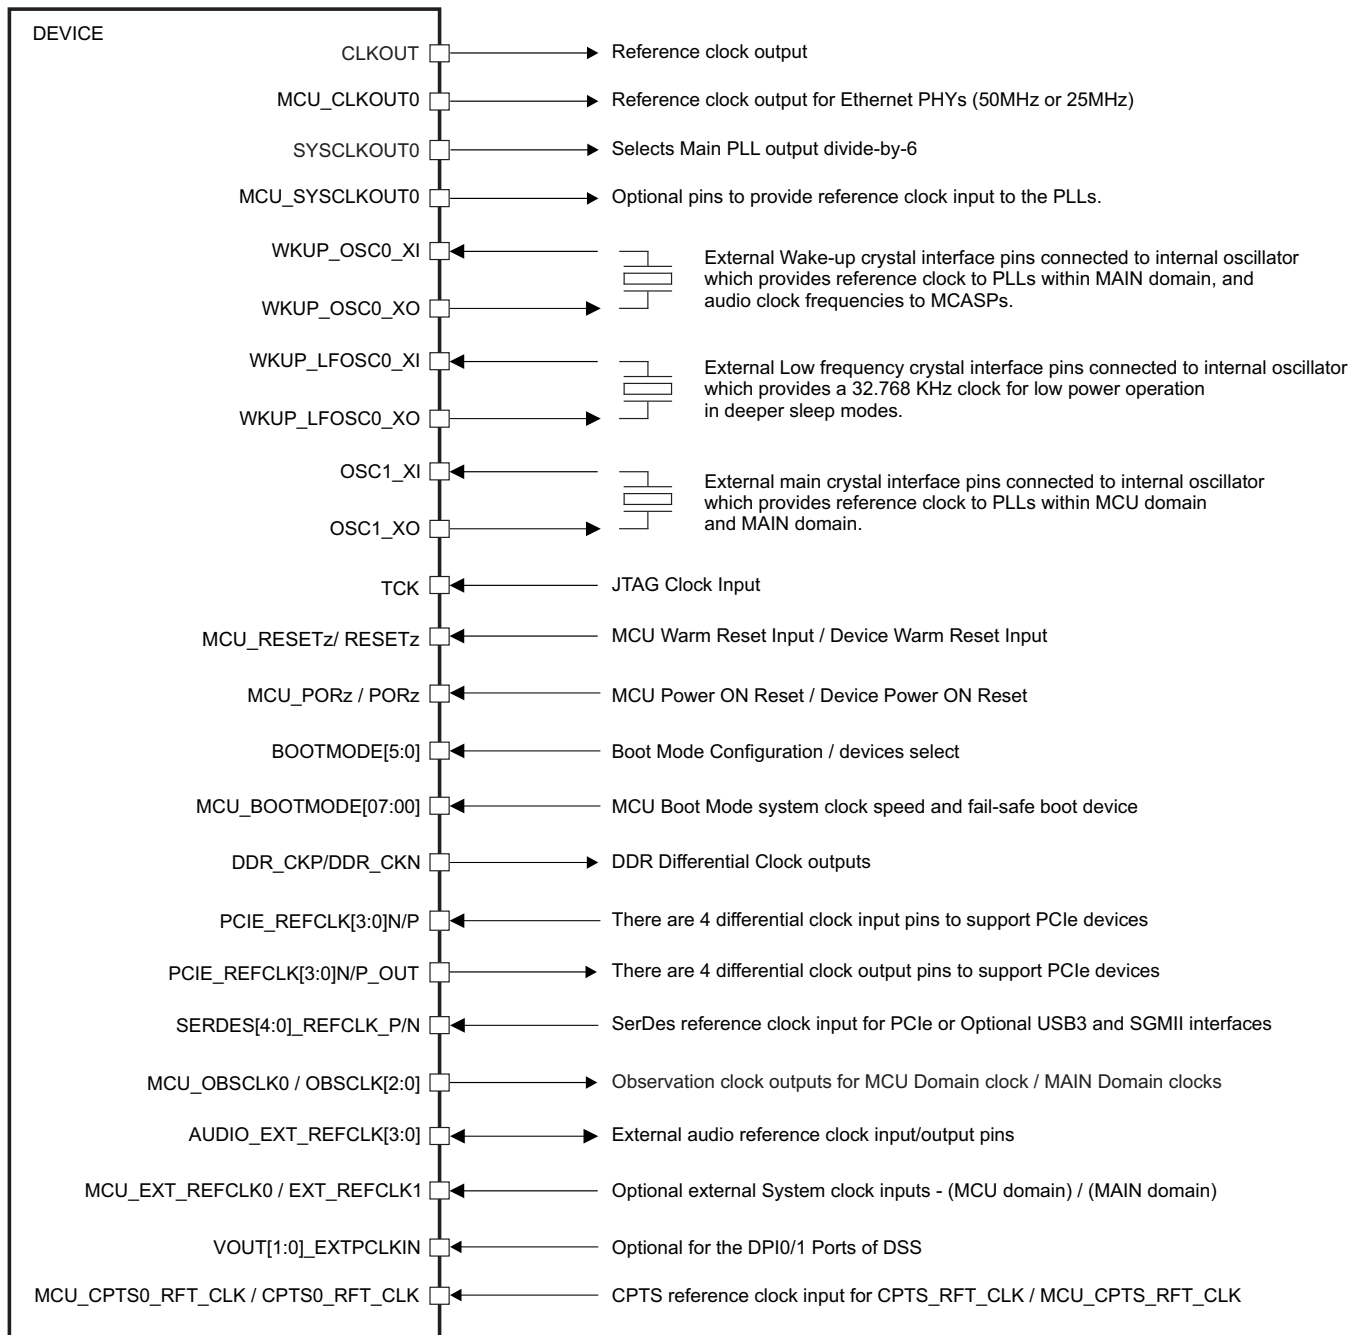 DEVICE
CLKOUT Reference clock output
MCU_CLKOUT0 Reference clock output for Ethernet PHYs (50MHz or 25MHz)
SYSCLKOUT0 Selects Main PLL output divide-by-6
MCU_SYSCLKOUT0 Optional pins to provide reference clock input to the PLLs.
WKUP_OSC0_XI
External Wake-up crystal interface pins connected to internal oscillator
which provides reference clock to PLLs within MAIN domain, and
audio clock frequencies to MCASPs.
WKUP_OSC0_XO
WKUP_LFOSC0_XI
External Low frequency crystal interface pins connected to internal oscillator
which provides a 32.768 KHz clock for low power operation
in deeper sleep modes.
WKUP_LFOSC0_XO
OSC1_XI
External main crystal interface pins connected to internal oscillator
which provides reference clock to PLLs within MCU domain
and MAIN domain.
OSC1_XO
TCK JTAG Clock Input
MCU_RESETz/ RESETz MCU Warm Reset Input / Device Warm Reset Input
MCU_PORz / PORz MCU Power ON Reset / Device Power ON Reset
BOOTMODE[5:0] Boot Mode Configuration / devices select
MCU_BOOTMODE[07:00] MCU Boot Mode system clock speed and fail-safe boot device
DDR_CKP/DDR_CKN DDR Differential Clock outputs
PCIE_REFCLK[3:0]N/P There are 4 differential clock input pins to support PCIe devices
PCIE_REFCLK[3:0]N/P_OUT There are 4 differential clock output pins to support PCIe devices
SERDES[4:0]_REFCLK_P/N SerDes reference clock input for PCIe or Optional USB3 and SGMII interfaces
MCU_OBSCLK0 / OBSCLK[2:0] Observation clock outputs for MCU Domain clock / MAIN Domain clocks
AUDIO_EXT_REFCLK[3:0] External audio reference clock input/output pins
MCU_EXT_REFCLK0 / EXT_REFCLK1 Optional external System clock inputs - (MCU domain) / (MAIN domain)
VOUT[1:0]_EXTPCLKIN Optional for the DPI0/1 Ports of DSS
MCU_CPTS0_RFT_CLK / CPTS0_RFT_CLK CPTS reference clock input for CPTS_RFT_CLK / MCU_CPTS_RFT_CLK